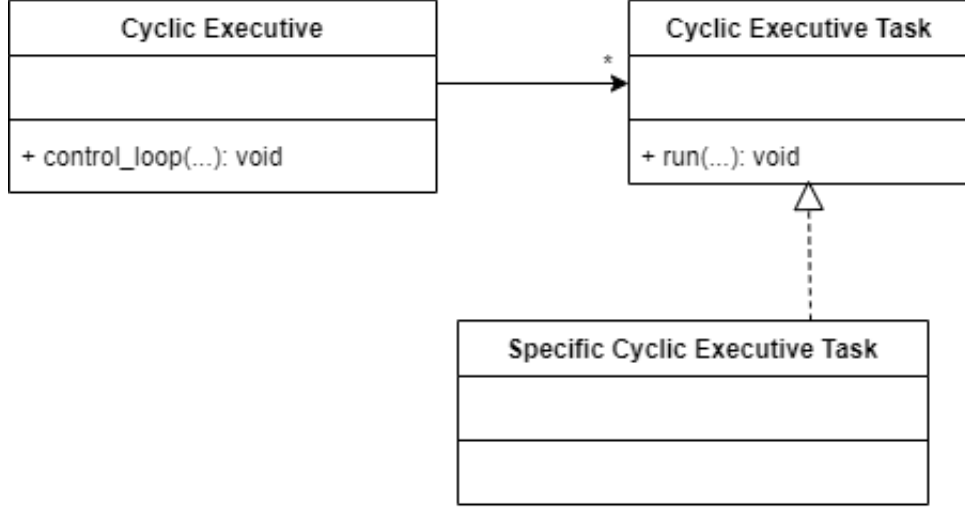 Cyclic Executive
Cyclic Executive Task
*
+ control_loop(...): void
+ run(...): void
Specific Cyclic Executive Task